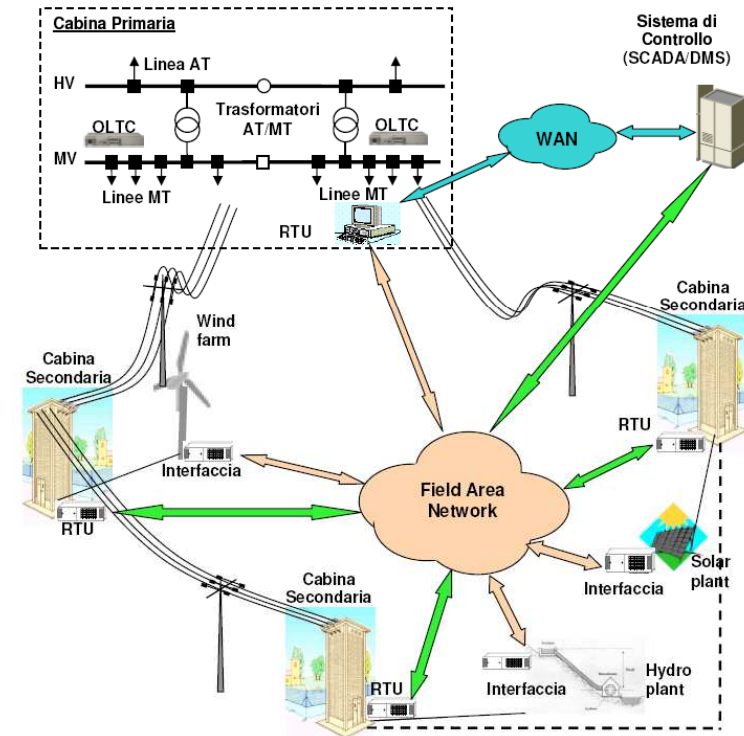 Cabina Primaria
Linea AT
HV
Trasformatori
AT/MT
OLTC
OLTC
MV
Linee MT
Linee MT
RTU
WAN
Sistema di
Controllo
(SCADA/DMS)
Wind
farm
Cabina
Secondaria
Cabina
Secondaria
RTU
Interfaccia
Field Area
Network
RTU
Solar
plant
Interfaccia
Cabina
Secondaria
RTU
Interfaccia
Hydro
plant